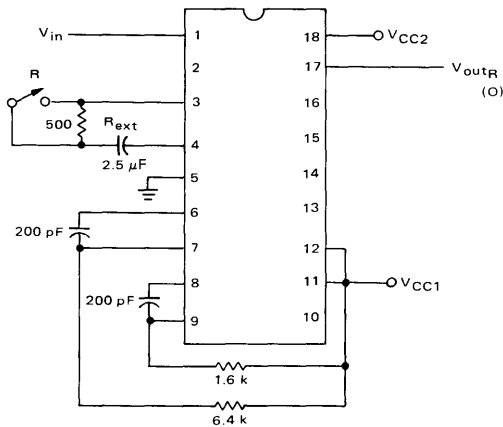 V_in
1
18
V_CC2
2
17
V_outR
(O)
R
3
16
500
R_ext
4
15
2.5 µF
5
14
6
13
200 pF
7
12
8
11
V_CC1
200 pF
9
10
1.6 k
6.4 k